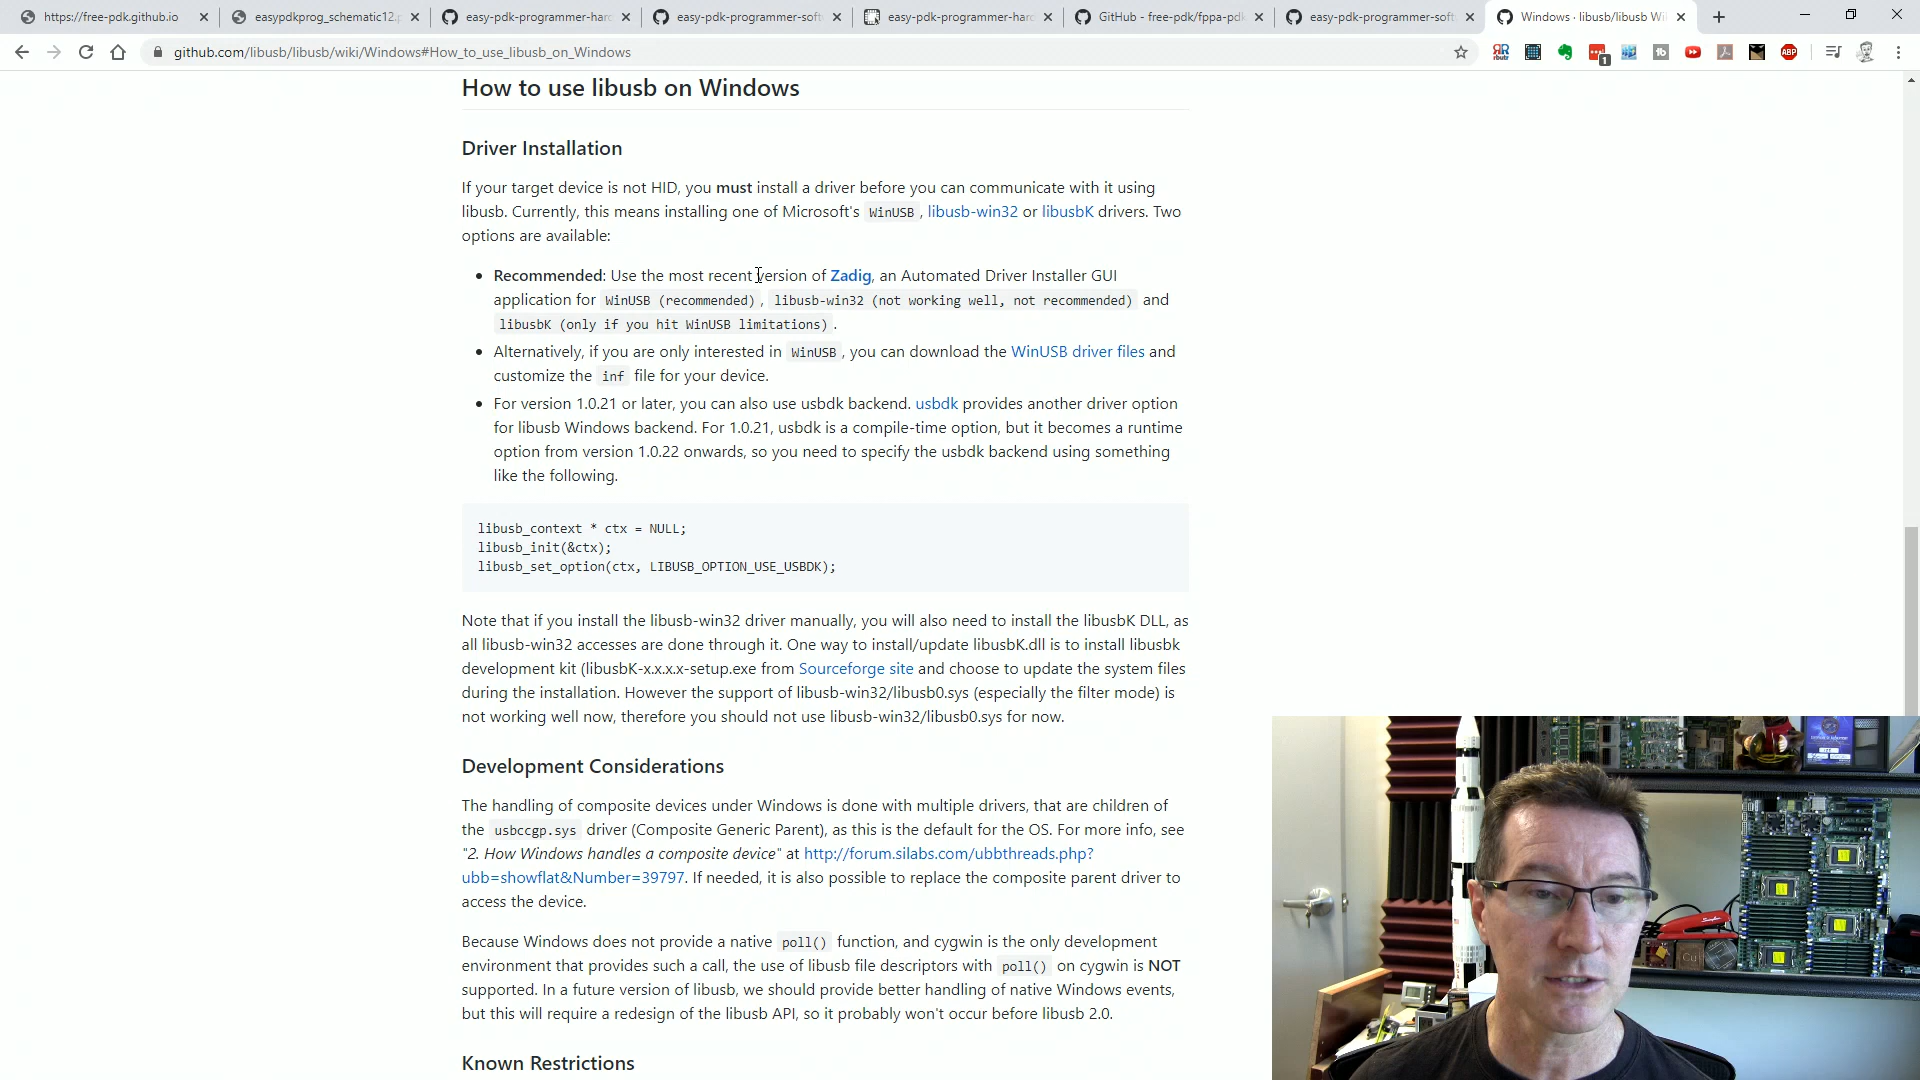 https://free-pdk.github.io
easypdkprog_schematic12.
easy-pdk-programmer-har
easy-pdk-programmer-soft
easy-pdk-programmer-har
GitHub - free-pdk/fppa-pdk
easy-pdk-programmer-soft
Windows · libusb/libusb Wi
github.com/libusb/libusb/wiki/Windows#How_to_use_libusb_on_Windows
How to use libusb on Windows
Driver Installation
If your target device is not HID, you must install a driver before you can communicate with it using
libusb. Currently, this means installing one of Microsoft's WinUSB , libusb-win32 or libusbK drivers. Two
options are available:
Recommended: Use the most recent version of Zadig, an Automated Driver Installer GUI
application for WinUSB (recommended) , libusb-win32 (not working well, not recommended) and
libusbK (only if you hit WinUSB limitations) .
Alternatively, if you are only interested in WinUSB , you can download the WinUSB driver files and
customize the inf file for your device.
For version 1.0.21 or later, you can also use usbdk backend. usbdk provides another driver option
for libusb Windows backend. For 1.0.21, usbdk is a compile-time option, but it becomes a runtime
option from version 1.0.22 onwards, so you need to specify the usbdk backend using something
like the following.
libusb_context * ctx = NULL;
libusb_init(&ctx);
libusb_set_option(ctx, LIBUSB_OPTION_USE_USBDK);
Note that if you install the libusb-win32 driver manually, you will also need to install the libusbK DLL, as
all libusb-win32 accesses are done through it. One way to install/update libusbK.dll is to install libusbk
development kit (libusbK-x.x.x.x-setup.exe from Sourceforge site and choose to update the system files
during the installation. However the support of libusb-win32/libusb0.sys (especially the filter mode) is
not working well now, therefore you should not use libusb-win32/libusb0.sys for now.
Development Considerations
The handling of composite devices under Windows is done with multiple drivers, that are children of
the usbccgp.sys driver (Composite Generic Parent), as this is the default for the OS. For more info, see
"2. How Windows handles a composite device" at http://forum.silabs.com/ubbthreads.php?
ubb=showflat&Number=39797. If needed, it is also possible to replace the composite parent driver to
access the device.
Because Windows does not provide a native poll() function, and cygwin is the only development
environment that provides such a call, the use of libusb file descriptors with poll() on cygwin is NOT
supported. In a future version of libusb, we should provide better handling of native Windows events,
but this will require a redesign of the libusb API, so it probably won't occur before libusb 2.0.
Known Restrictions